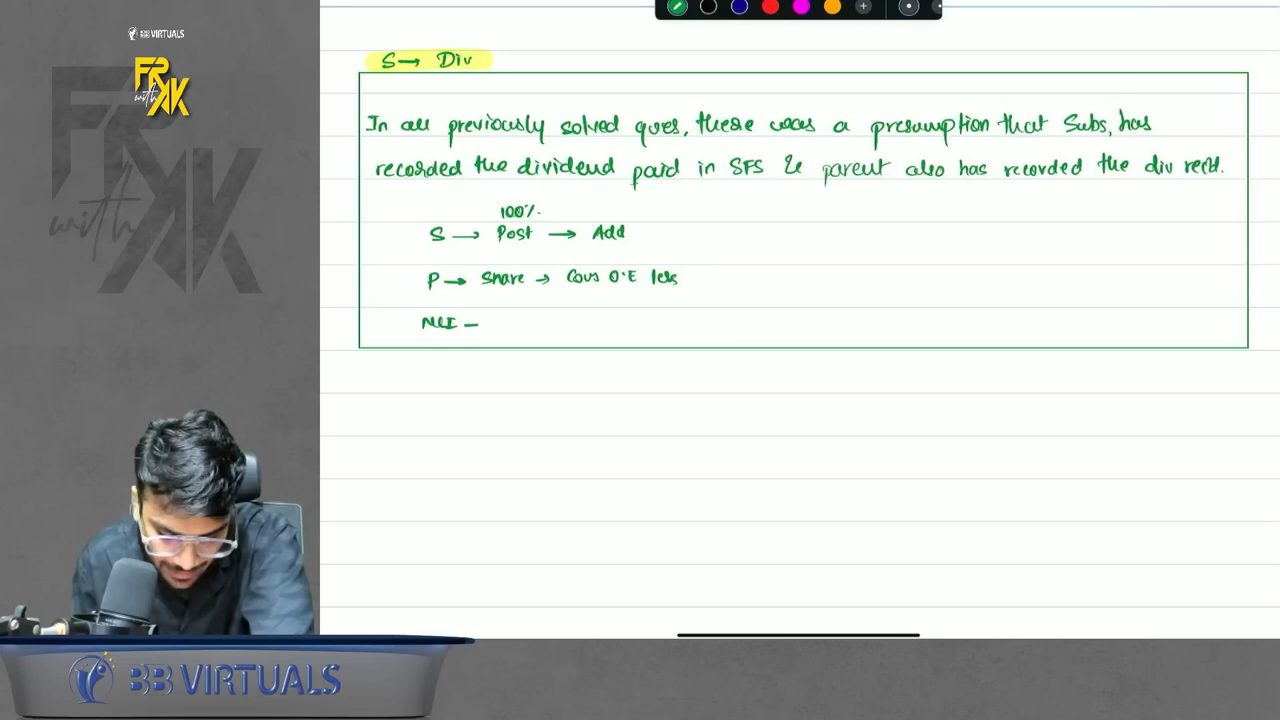 BB VIRTUALS
FR
with
KK
S → Div
In all previously solved ques, there was a presumption that Subs, has
recorded the dividend paid in SFS & parent also has recorded the div recd.
100%.
S → Post → Add
P → Share → Cons O.E less
NCI –
BB VIRTUALS